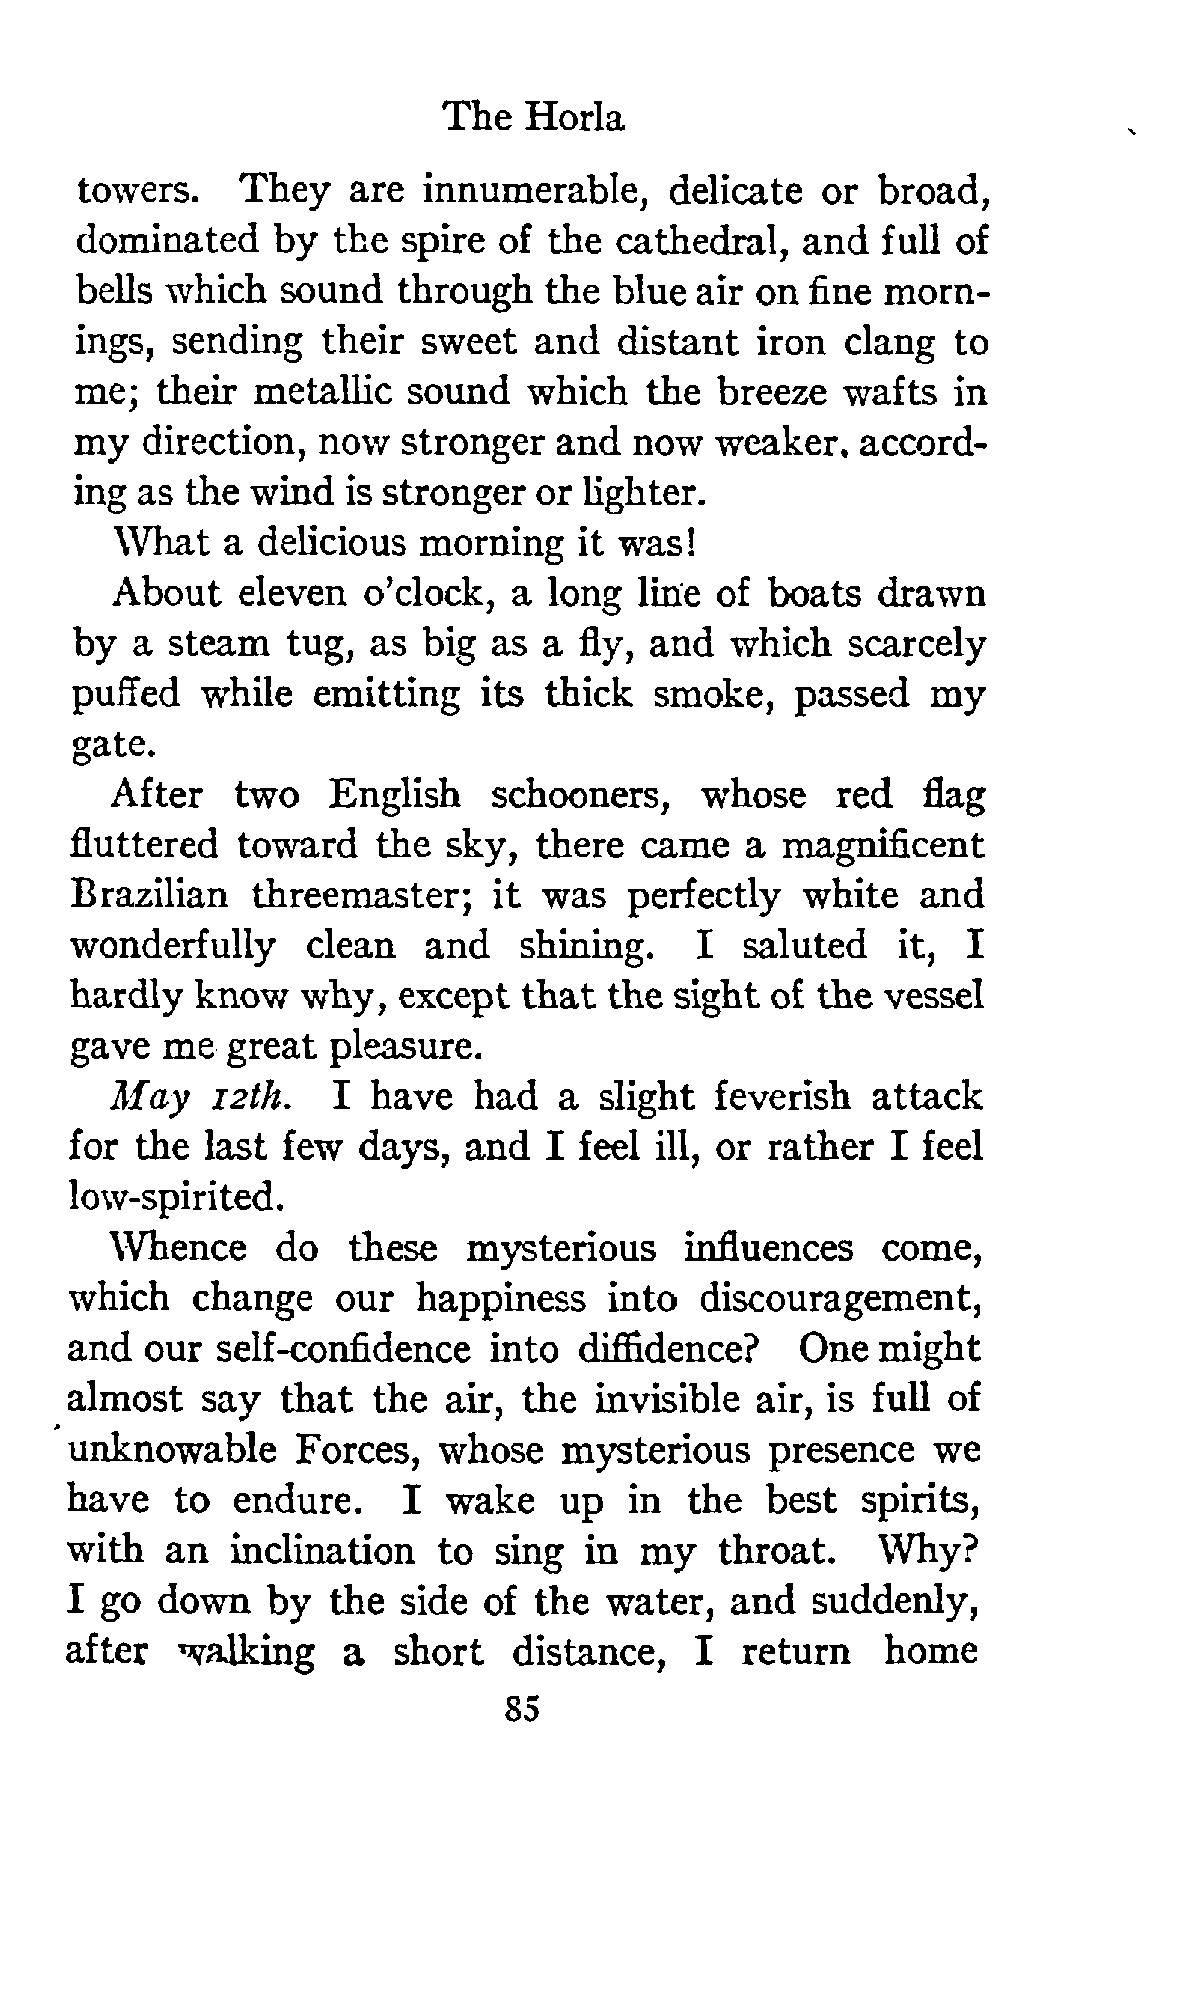 The Horla
towers. They are innumerable, delicate or broad,
dominated by the spire of the cathedral, and full of
bells which sound through the blue air on fine morn-
ings, sending their sweet and distant iron clang to
me; their metallic sound which the breeze wafts in
my direction, now stronger and now weaker. accord-
ing as the wind is stronger or lighter.
What a delicious morning it was!
About eleven o'clock, a long line of boats drawn
by a steam tug, as big as a fly, and which scarcely
puffed while emitting its thick smoke, passed my
gate.
After two English schooners, whose red flag
fluttered toward the sky, there came a magnificent
Brazilian threemaster; it was perfectly white and
wonderfully clean and shining. I saluted it, I
hardly know why, except that the sight of the vessel
gave me great pleasure.
May 12th. I have had a slight feverish attack
for the last few days, and I feel ill, or rather I feel
low-spirited.
Whence do these mysterious influences come,
which change our happiness into discouragement,
and our self-confidence into diffidence? One might
almost say that the air, the invisible air, is full of
unknowable Forces, whose mysterious presence we
have to endure. I wake up in the best spirits,
with an inclination to sing in my throat. Why?
I go down by the side of the water, and suddenly,
after walking a short distance, I return home
85